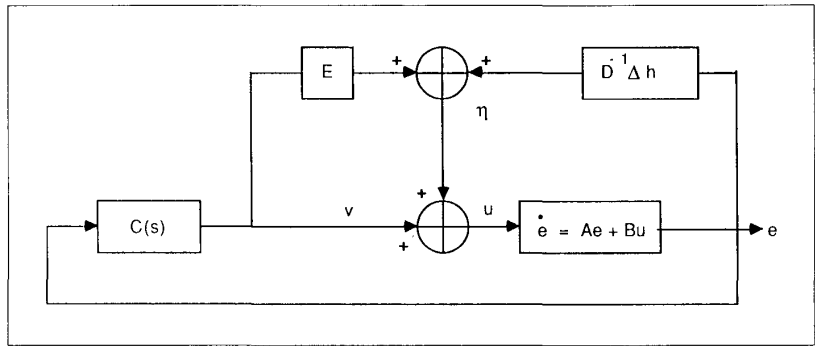 E
+
+
D⁻¹ Δ h
η
C(s)
v
+
+
u
ė = Ae + Bu
e